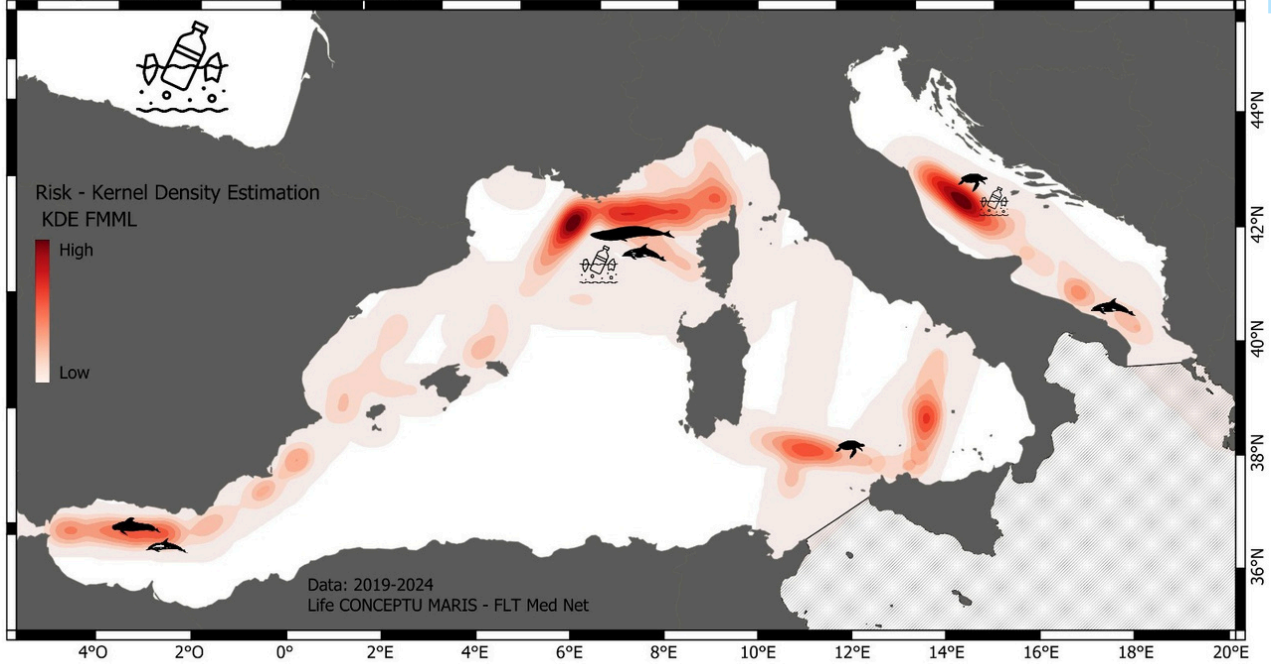 Risk - Kernel Density Estimation
KDE FMML
High
Low
44°N
42°N
40°N
38°N
36°N
Data: 2019-2024
Life CONCEPTU MARIS - FLT Med Net
4°O 2°O 0° 2°E 4°E 6°E 8°E 10°E 12°E 14°E 16°E 18°E 20°E